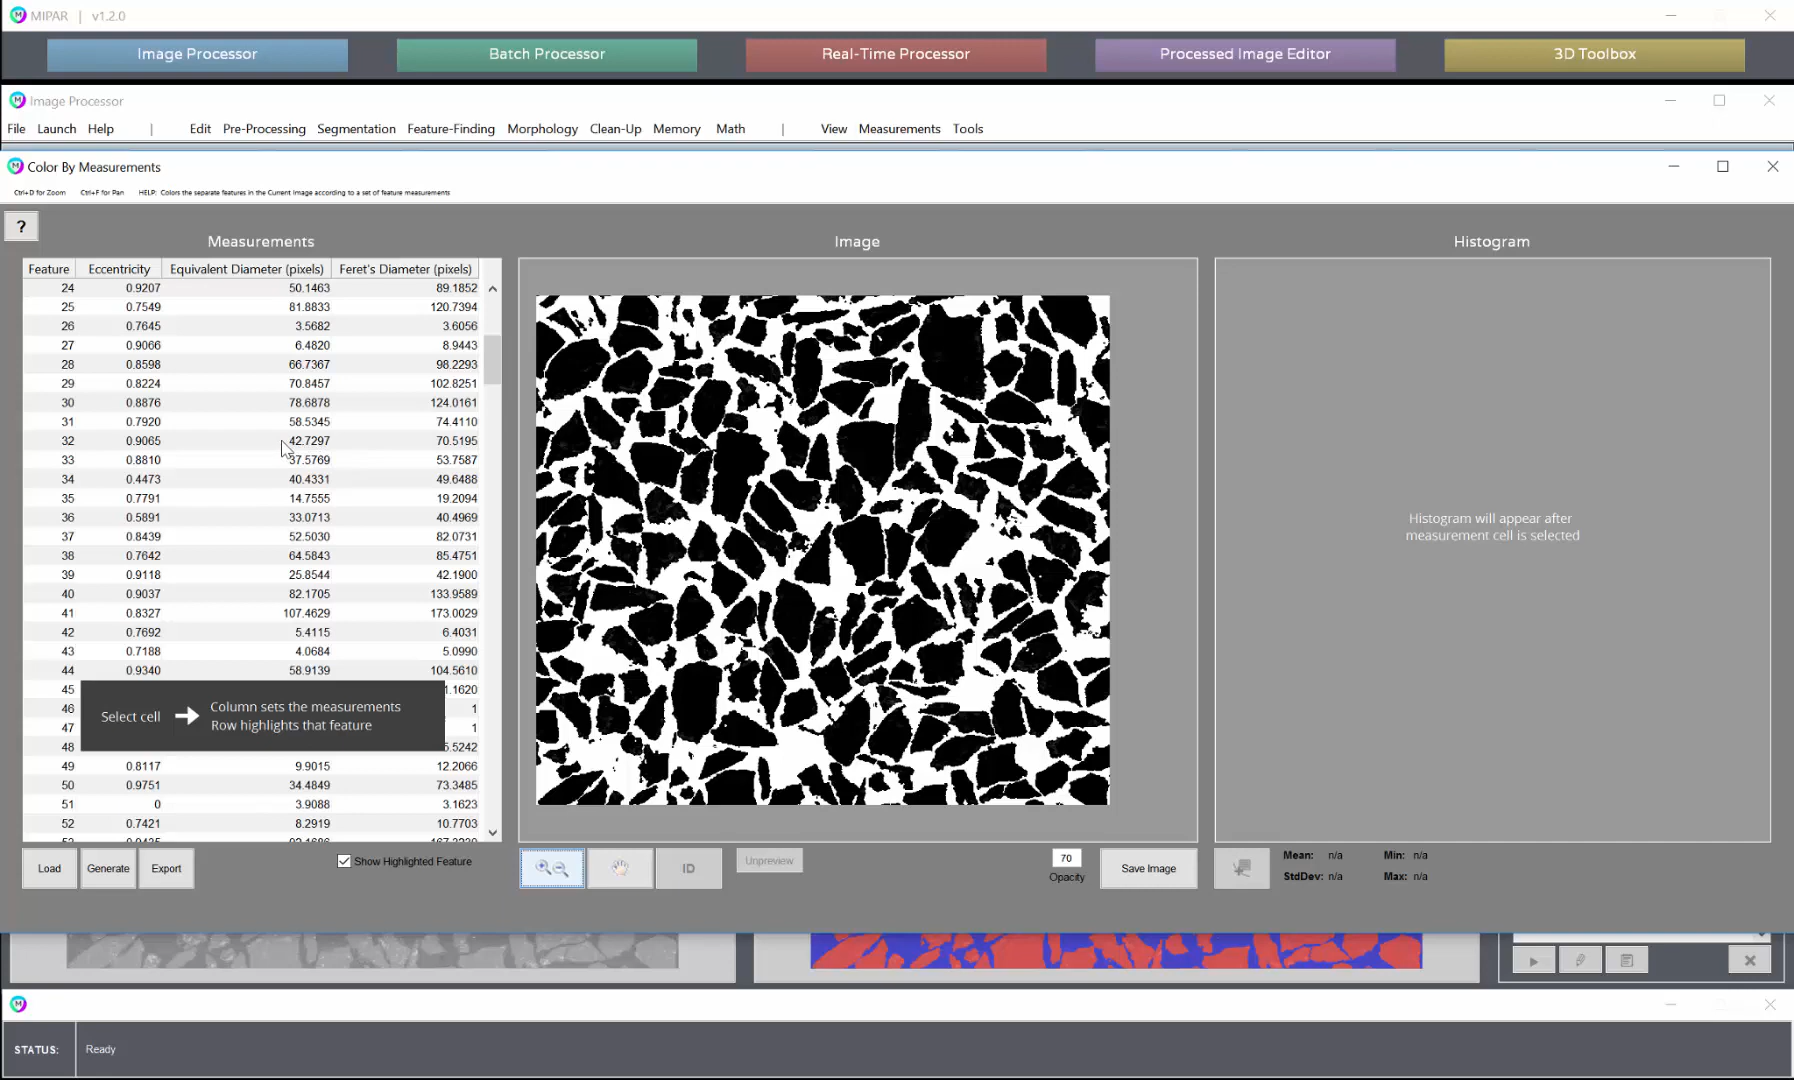 MIPAR | v1.2.0
Image Processor
Batch Processor
Real-Time Processor
Processed Image Editor
3D Toolbox
Image Processor
File Launch Help | Edit Pre-Processing Segmentation Feature-Finding Morphology Clean-Up Memory Math | View Measurements Tools
Color By Measurements
Ctrl+D for Zoom Ctrl+F for Pan HELP: Colors the separate features in the Current Image according to a set of feature measurements
?
Measurements
Feature Eccentricity Equivalent Diameter (pixels) Feret's Diameter (pixels)
24 0.9207 50.1463 89.1852
25 0.7549 81.8833 120.7394
26 0.7645 3.5682 3.6056
27 0.9066 6.4820 8.9443
28 0.8598 66.7367 98.2293
29 0.8224 70.8457 102.8251
30 0.8876 78.6878 124.0161
31 0.7920 58.5345 74.4110
32 0.9065 42.7297 70.5195
33 0.8810 37.5769 53.7587
34 0.4473 40.4331 49.6488
35 0.7791 14.7555 19.2094
36 0.5891 33.0713 40.4969
37 0.8439 52.5030 82.0731
38 0.7642 64.5843 85.4751
39 0.9118 25.8544 42.1900
40 0.9037 82.1705 133.9589
41 0.8327 107.4629 173.0029
42 0.7692 5.4115 6.4031
43 0.7188 4.0684 5.0990
44 0.9340 58.9139 104.5610
45 .1620
46 1
47 1
48 5.5242
49 0.8117 9.9015 12.2066
50 0.9751 34.4849 73.3485
51 0 3.9088 3.1623
52 0.7421 8.2919 10.7703
Select cell
Column sets the measurements
Row highlights that feature
Load
Generate
Export
Show Highlighted Feature
Image
ID
Unpreview
70
Opacity
Save Image
Histogram
Histogram will appear after
measurement cell is selected
Mean: n/a Min: n/a
StdDev: n/a Max: n/a
STATUS: Ready